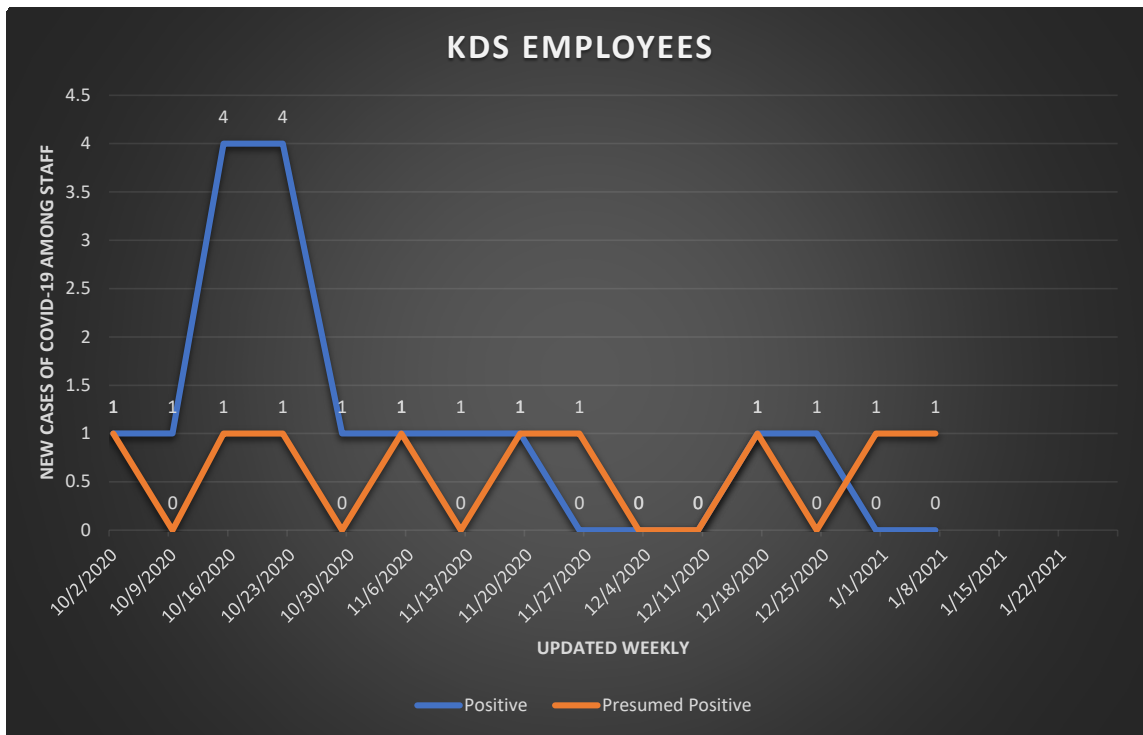 KDS EMPLOYEES
NEW CASES OF COVID-19 AMONG STAFF
4.5
4
3.5
3
2.5
2
1.5
1
0.5
0
4 4
1 1 1 1 1 1 1 1 1 1 1 1 1
0 0 0 0 0 0 0 0 0
10/2/2020 10/9/2020 10/16/2020 10/23/2020 10/30/2020 11/6/2020 11/13/2020 11/20/2020 11/27/2020 12/4/2020 12/11/2020 12/18/2020 12/25/2020 1/1/2021 1/8/2021 1/15/2021 1/22/2021
UPDATED WEEKLY
Positive Presumed Positive